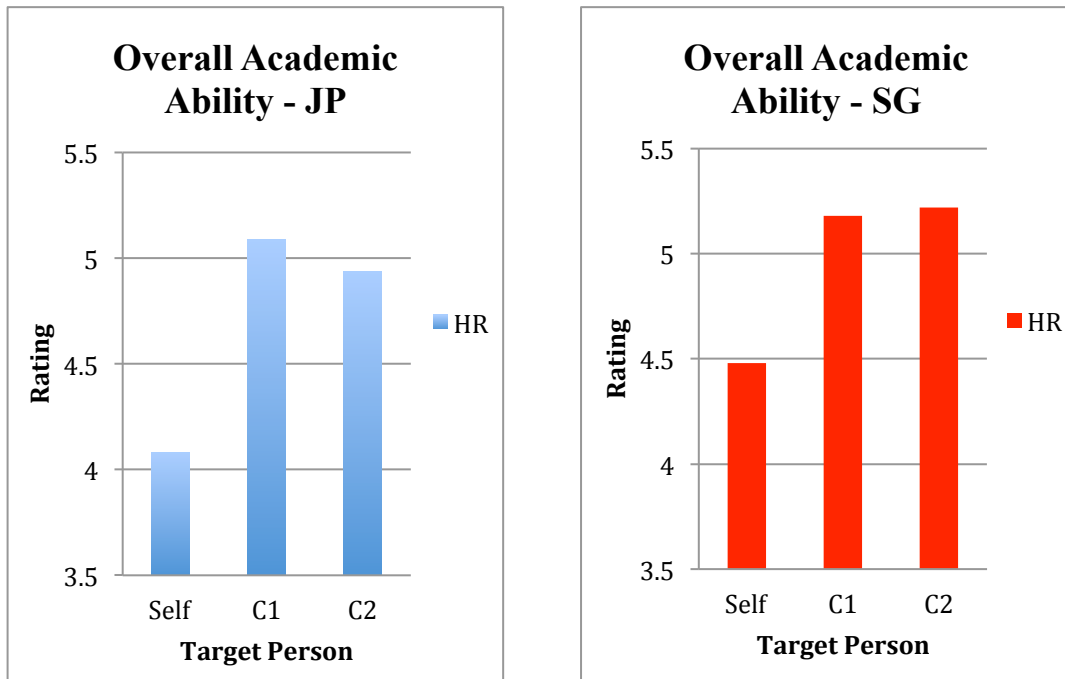 Overall Academic
Ability - JP
5.5
5
4.5
4
3.5
Rating
Self C1 C2
Target Person
HR
Overall Academic
Ability - SG
5.5
5
4.5
4
3.5
Rating
Self C1 C2
Target Person
HR